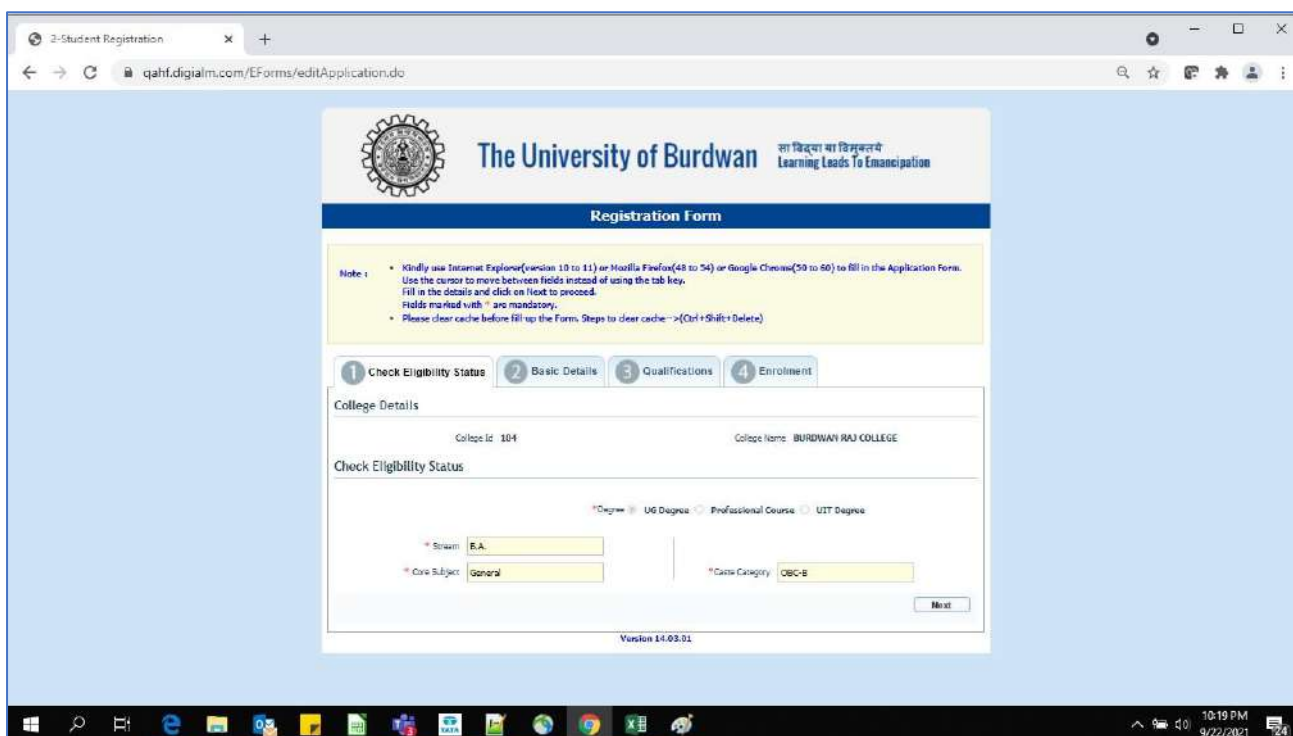 2-Student Registration
qahf.digialm.com/EForms/editApplication.do
The University of Burdwan
सा विद्या या विमुक्तये
Learning Leads To Emancipation
Registration Form
Note :
• Kindly use Internet Explorer(version 10 to 11) or Mozilla Firefox(48 to 54) or Google Chrome(50 to 60) to fill in the Application Form.
Use the cursor to move between fields instead of using the tab key.
Fill in the details and click on Next to proceed.
Fields marked with * are mandatory.
• Please clear cache before fill-up the Form. Steps to clear cache-->(Ctrl+Shift+Delete)
1 Check Eligibility Status 2 Basic Details 3 Qualifications 4 Enrolment
College Details
College Id 104 College Name BURDWAN RAJ COLLEGE
Check Eligibility Status
*Degree UG Degree Professional Course UIT Degree
* Stream B.A.
* Core Subject General *Caste Category OBC-B
Next
Version 14.03.01
TATA
10:19 PM
9/22/2021
24